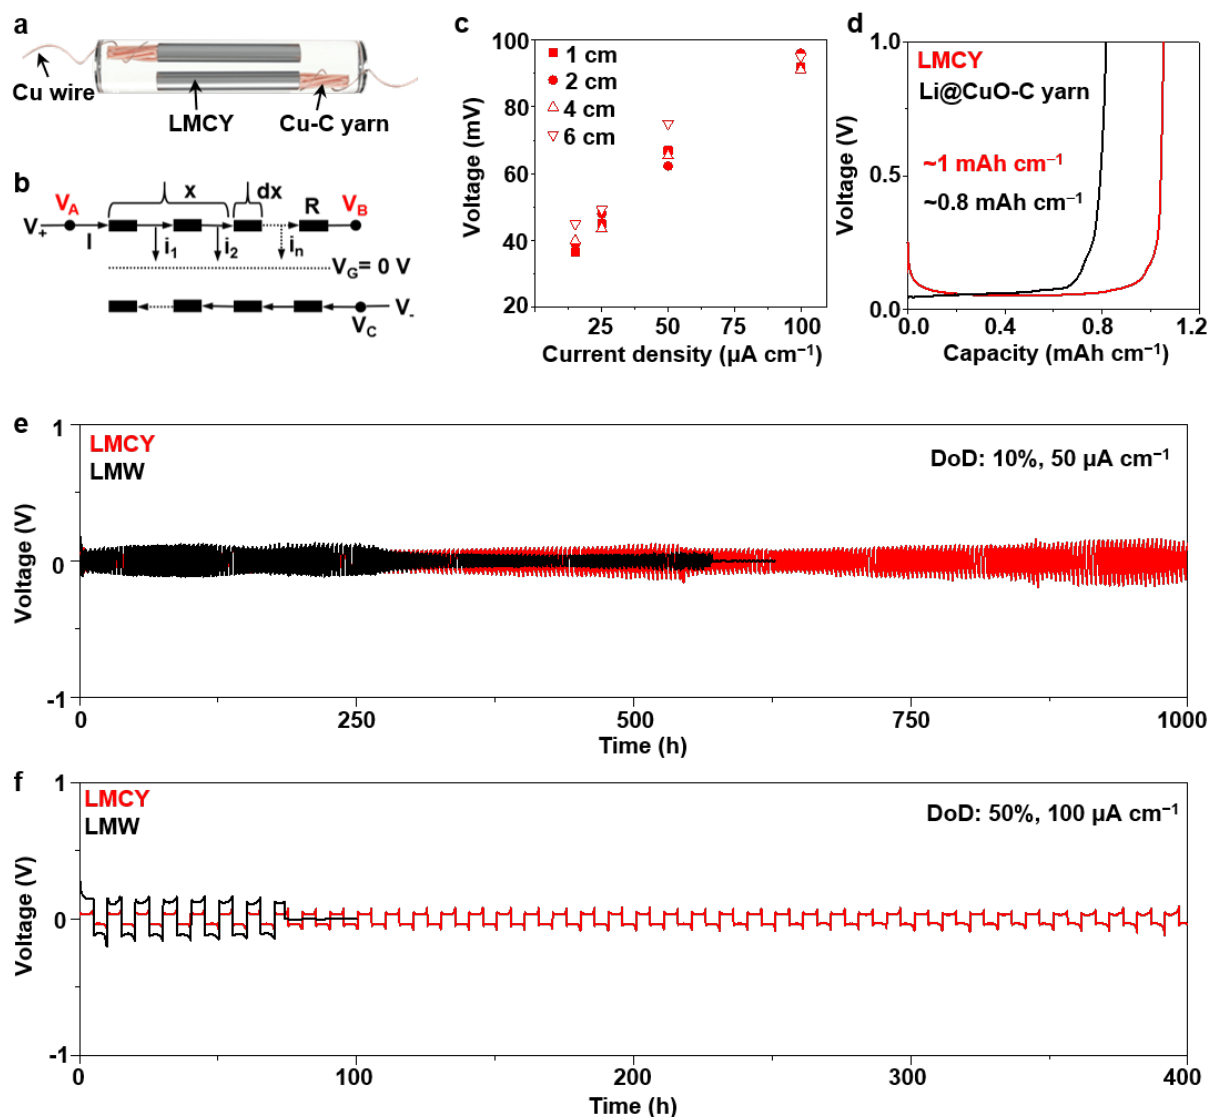 a
Cu wire
LMCY
Cu-C yarn
b
x
dx
V+
VA
I
i1
i2
in
R
VB
VG= 0 V
VC
V-
c
Voltage (mV)
100
80
60
40
20
1 cm
2 cm
4 cm
6 cm
25
50
75
100
Current density (µA cm⁻¹)
d
Voltage (V)
1.0
0.5
0.0
LMCY
Li@CuO-C yarn
~1 mAh cm⁻¹
~0.8 mAh cm⁻¹
0.0
0.4
0.8
1.2
Capacity (mAh cm⁻¹)
e
Voltage (V)
1
0
-1
LMCY
LMW
DoD: 10%, 50 µA cm⁻¹
0
250
500
750
1000
Time (h)
f
Voltage (V)
1
0
-1
LMCY
LMW
DoD: 50%, 100 µA cm⁻¹
0
100
200
300
400
Time (h)